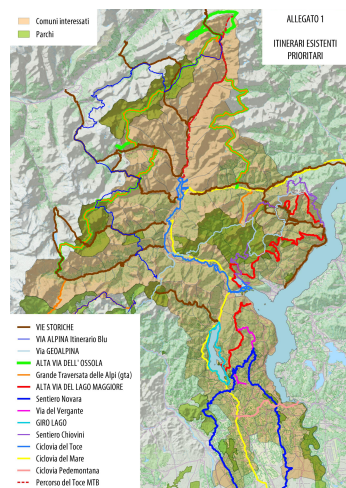 Comuni interessati
Parchi
ALLEGATO 1
ITINERARI ESISTENTI
PRIORITARI
VIE STORICHE
VIA ALPINA Itinerario Blu
Via GEOALPINA
ALTA VIA DELL' OSSOLA
Grande Traversata delle Alpi (gta)
ALTA VIA DEL LAGO MAGGIORE
Sentiero Novara
Via del Vergante
GIRO LAGO
Sentiero Chiovini
Ciclovia del Toce
Ciclovia del Mare
Ciclovia Pedemontana
Percorso del Toce MTB